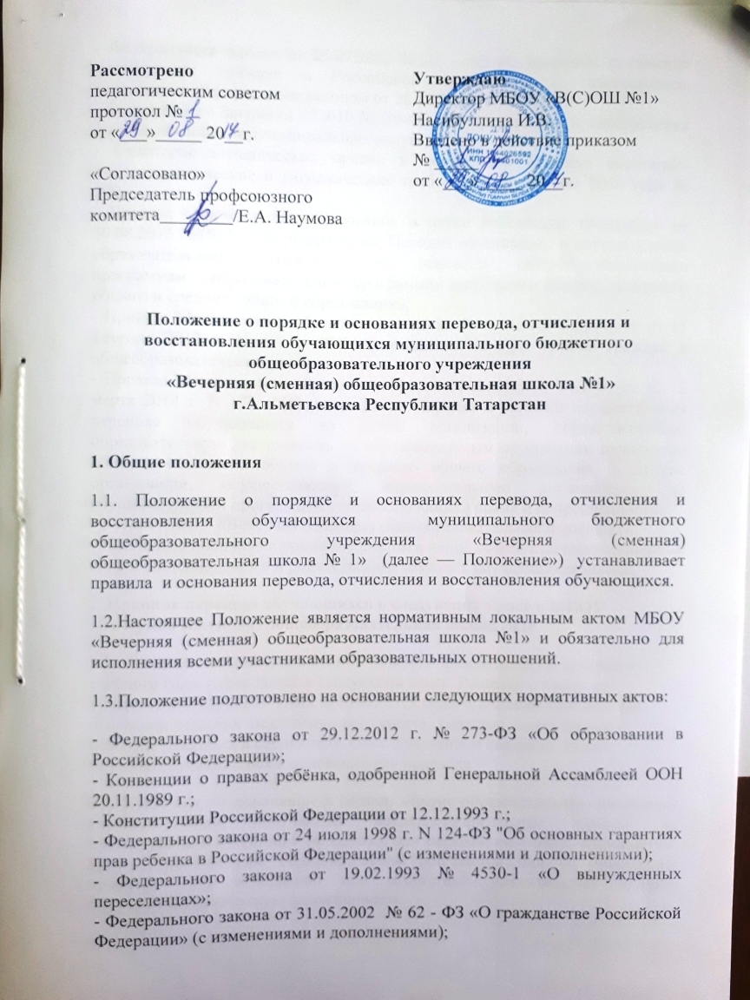 Рассмотрено
педагогическим советом
протокол № 1
от «29 » 08 2017 г.
«Согласовано»
Председатель профсоюзного
комитета________/Е.А. Наумова
Утверждаю
Директор МБОУ «В(С)ОШ №1»
Насибуллина И.В.
Введено в действие приказом
№
от « 08 2017г.
ИНН 1644026592
Положение о порядке и основаниях перевода, отчисления и
восстановления обучающихся муниципального бюджетного
общеобразовательного учреждения
«Вечерняя (сменная) общеобразовательная школа №1»
г.Альметьевска Республики Татарстан
1. Общие положения
1.1. Положение о порядке и основаниях перевода, отчисления и
восстановления обучающихся муниципального бюджетного
общеобразовательного учреждения «Вечерняя (сменная)
общеобразовательная школа № 1» (далее — Положение») устанавливает
правила и основания перевода, отчисления и восстановления обучающихся.
1.2.Настоящее Положение является нормативным локальным актом МБОУ
«Вечерняя (сменная) общеобразовательная школа №1» и обязательно для
исполнения всеми участниками образовательных отношений.
1.3.Положение подготовлено на основании следующих нормативных актов:
- Федерального закона от 29.12.2012 г. № 273-ФЗ «Об образовании в
Российской Федерации»;
- Конвенции о правах ребёнка, одобренной Генеральной Ассамблеей ООН
20.11.1989 г.;
- Конституции Российской Федерации от 12.12.1993 г.;
- Федерального закона от 24 июля 1998 г. N 124-ФЗ "Об основных гарантиях
прав ребенка в Российской Федерации" (с изменениями и дополнениями);
- Федерального закона от 19.02.1993 № 4530-1 «О вынужденных
переселенцах»;
- Федерального закона от 31.05.2002 № 62 - ФЗ «О гражданстве Российской
Федерации» (с изменениями и дополнениями);